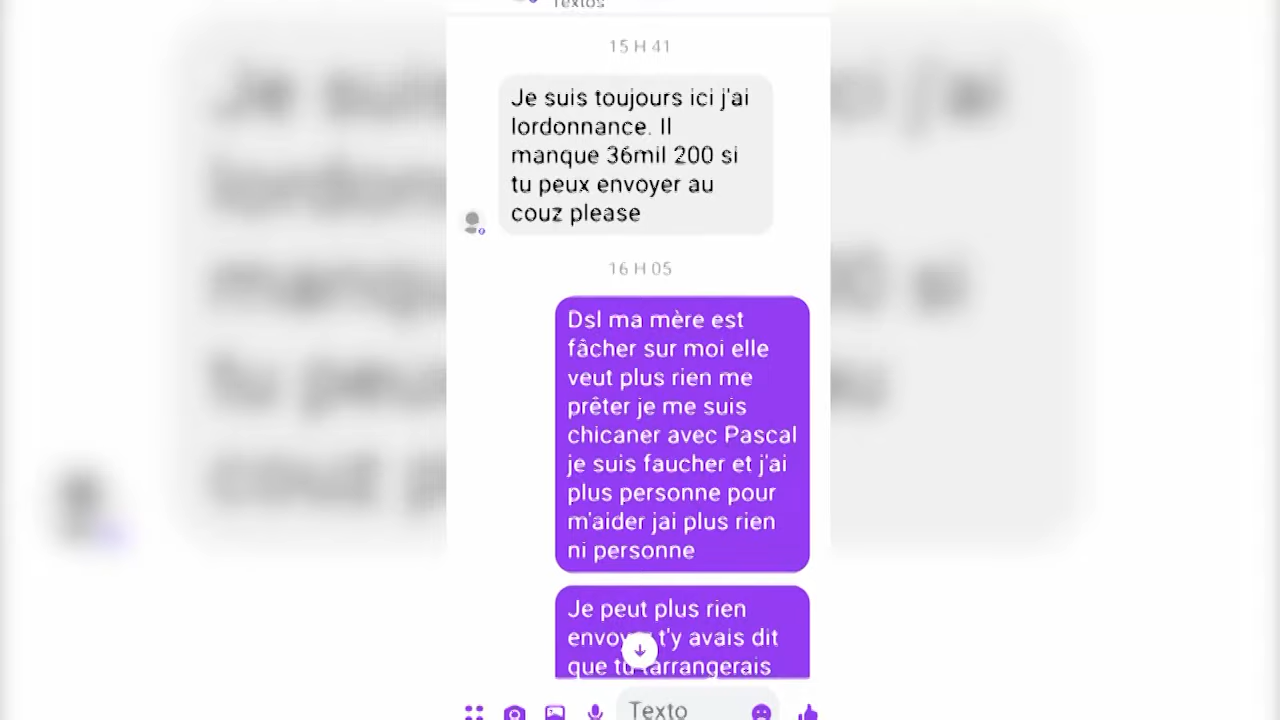 Textos
15 H 41
Je suis toujours ici j'ai
lordonnance. Il
manque 36mil 200 si
tu peux envoyer au
couz please
16 H 05
Dsl ma mère est
fâcher sur moi elle
veut plus rien me
prêter je me suis
chicaner avec Pascal
je suis faucher et j'ai
plus personne pour
m'aider jai plus rien
ni personne
Je peut plus rien
t'y avais dit
que tarrangerais
Texto